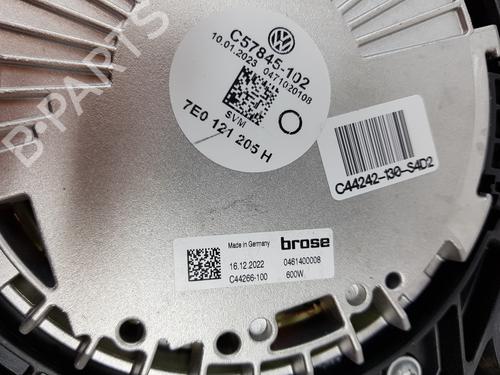 B-PARTS
C57845-102
10.01.2023 0471020108
SVM
7E0 121 205 H
C44242-130-S4D2
Made in Germany brose
16.12.2022 0461400008
C44266-100 600W